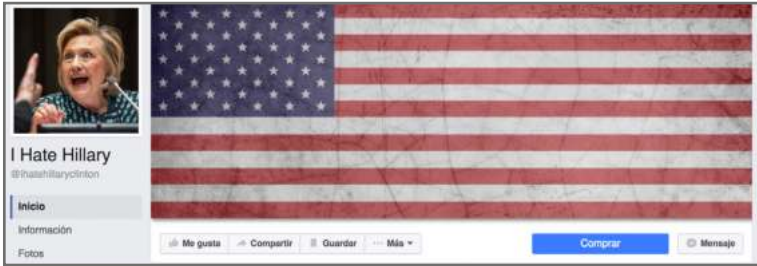 I Hate Hillary
@ihatehillaryclinton
Inicio
Información
Fotos
Me gusta Compartir Guardar Más Comprar Mensaje